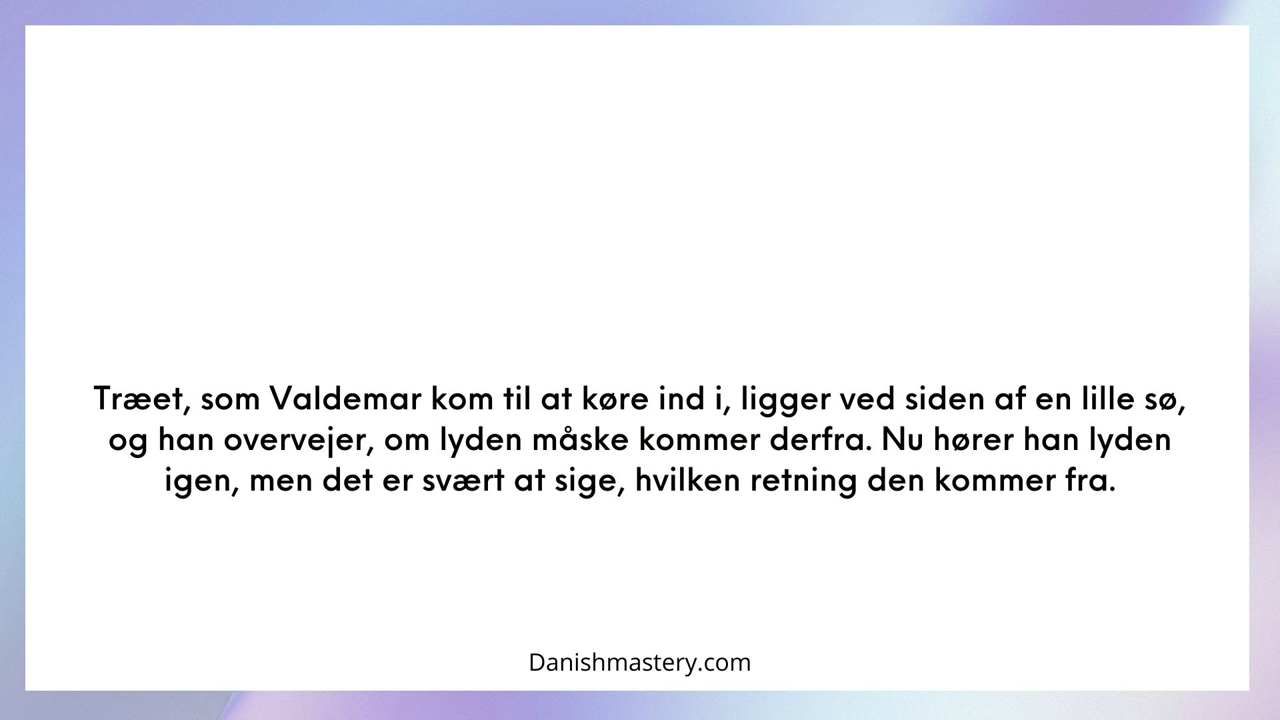 Træet, som Valdemar kom til at køre ind i, ligger ved siden af en lille sø,
og han overvejer, om lyden måske kommer derfra. Nu hører han lyden
igen, men det er svært at sige, hvilken retning den kommer fra.
Danishmastery.com